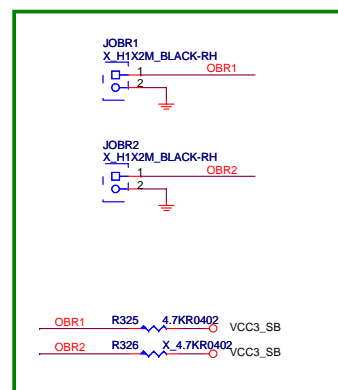 JOBR1
X_H1X2M_BLACK-RH
1
OBR1
2
JOBR2
X_H1X2M_BLACK-RH
1
OBR2
2
OBR1
R325
4.7KR0402
VCC3_SB
OBR2
R326
X_4.7KR0402
VCC3_SB